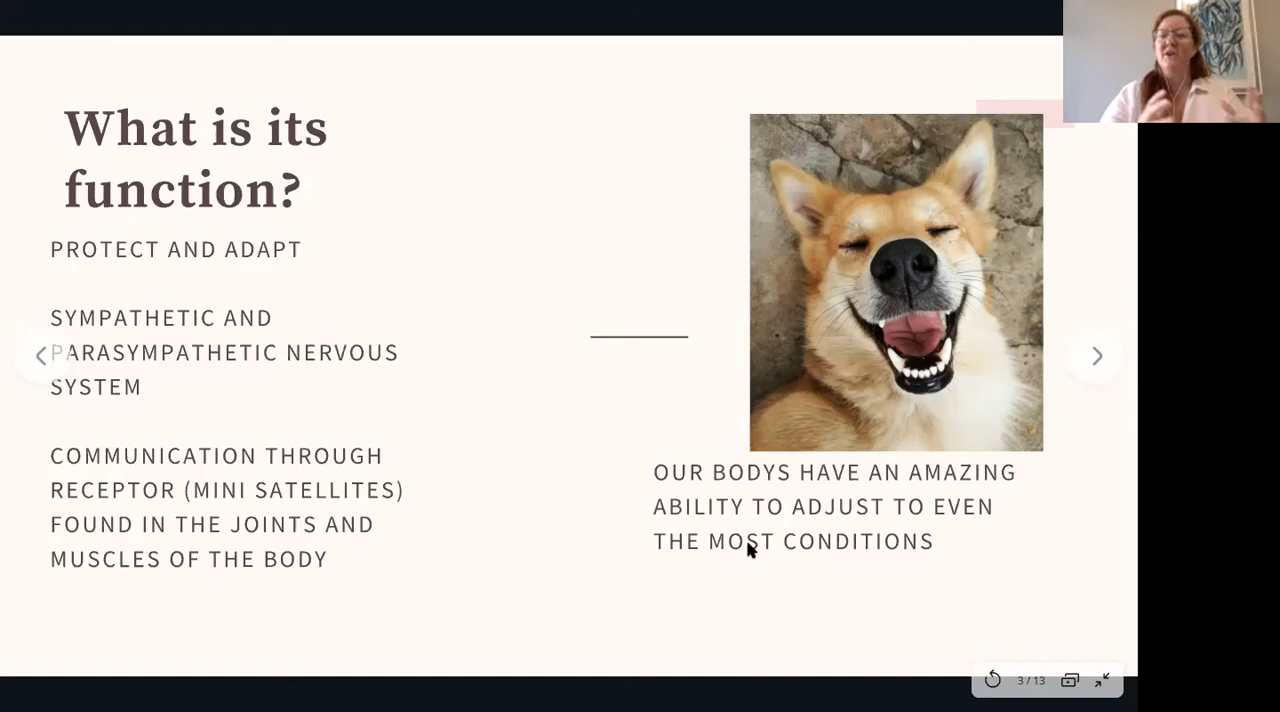 What is its
function?
PROTECT AND ADAPT
SYMPATHETIC AND
PARASYMPATHETIC NERVOUS
SYSTEM
COMMUNICATION THROUGH
RECEPTOR (MINI SATELLITES)
FOUND IN THE JOINTS AND
MUSCLES OF THE BODY
OUR BODYS HAVE AN AMAZING
ABILITY TO ADJUST TO EVEN
THE MOST CONDITIONS
3 / 13